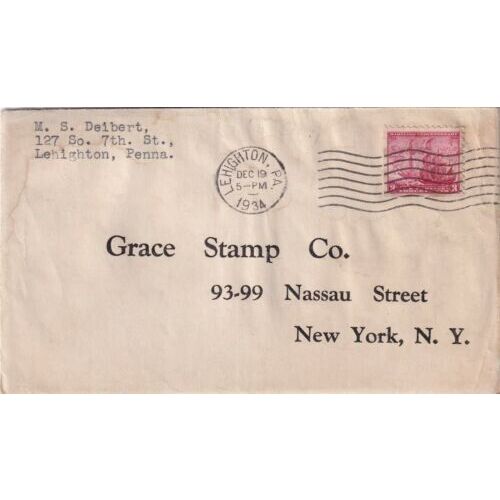 M. S. Deibert,
127 So. 7th. St.,
Lehighton, Penna.
LEHIGHTON, PA.
DEC 19
5-PM
1934
Grace Stamp Co.
93-99 Nassau Street
New York, N. Y.